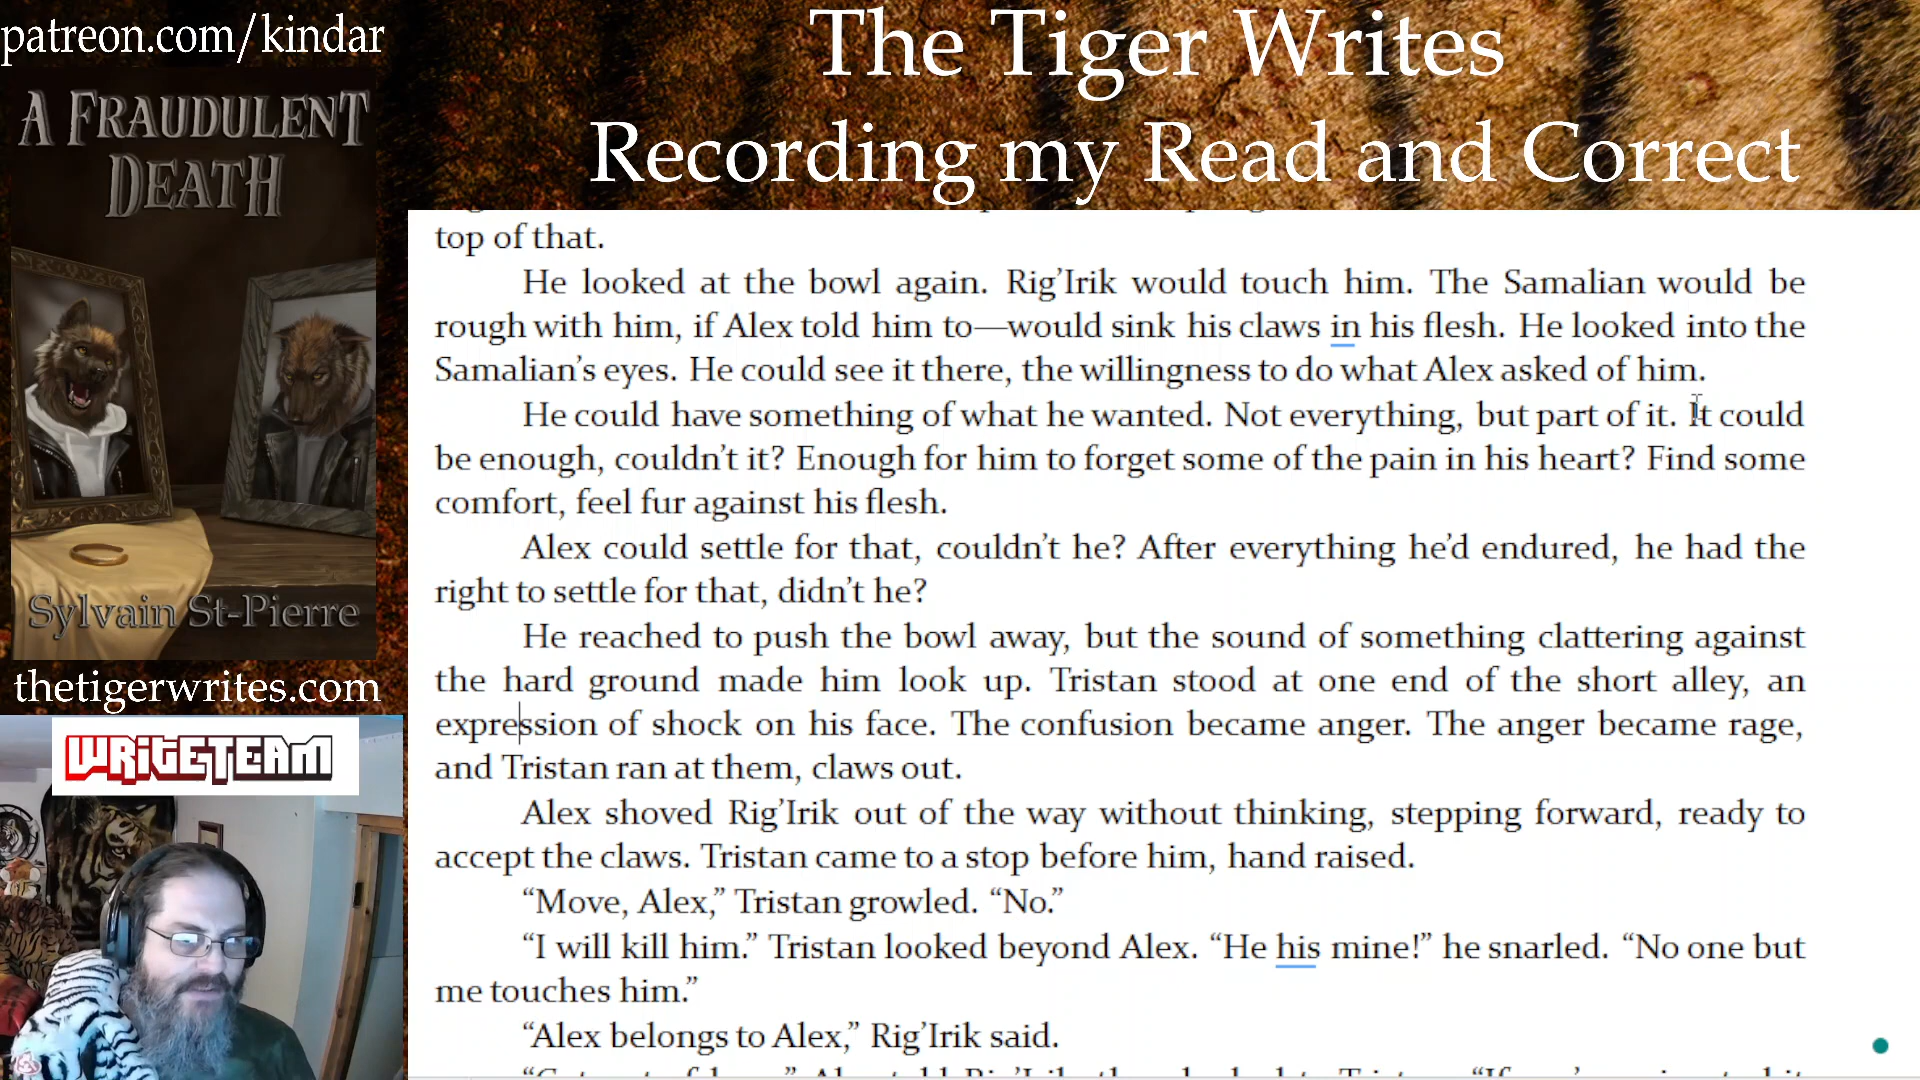 patreon.com/kindar
The Tiger Writes
Recording my Read and Correct
A FRAUDULENT
DEATH
Sylvain St-Pierre
thetigerwrites.com
WRITETEAM
top of that.
He looked at the bowl again. Rig’Irik would touch him. The Samalian would be
rough with him, if Alex told him to—would sink his claws in his flesh. He looked into the
Samalian’s eyes. He could see it there, the willingness to do what Alex asked of him.
He could have something of what he wanted. Not everything, but part of it. It could
be enough, couldn’t it? Enough for him to forget some of the pain in his heart? Find some
comfort, feel fur against his flesh.
Alex could settle for that, couldn’t he? After everything he’d endured, he had the
right to settle for that, didn’t he?
He reached to push the bowl away, but the sound of something clattering against
the hard ground made him look up. Tristan stood at one end of the short alley, an
expression of shock on his face. The confusion became anger. The anger became rage,
and Tristan ran at them, claws out.
Alex shoved Rig’Irik out of the way without thinking, stepping forward, ready to
accept the claws. Tristan came to a stop before him, hand raised.
“Move, Alex,” Tristan growled. “No.”
“I will kill him.” Tristan looked beyond Alex. “He his mine!” he snarled. “No one but
me touches him.”
“Alex belongs to Alex,” Rig’Irik said.